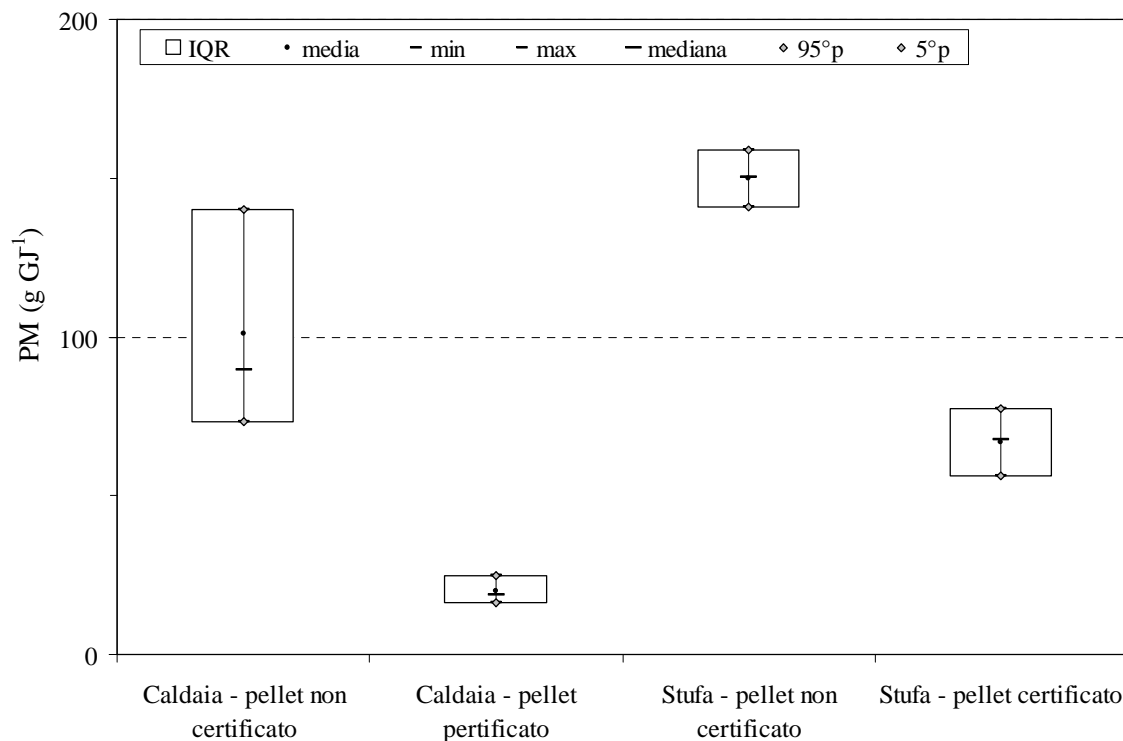 200
IQR media min max mediana 95°p 5°p
PM (g GJ⁻¹)
100
0
Caldaia - pellet non
certificato
Caldaia - pellet
pertificato
Stufa - pellet non
certificato
Stufa - pellet certificato